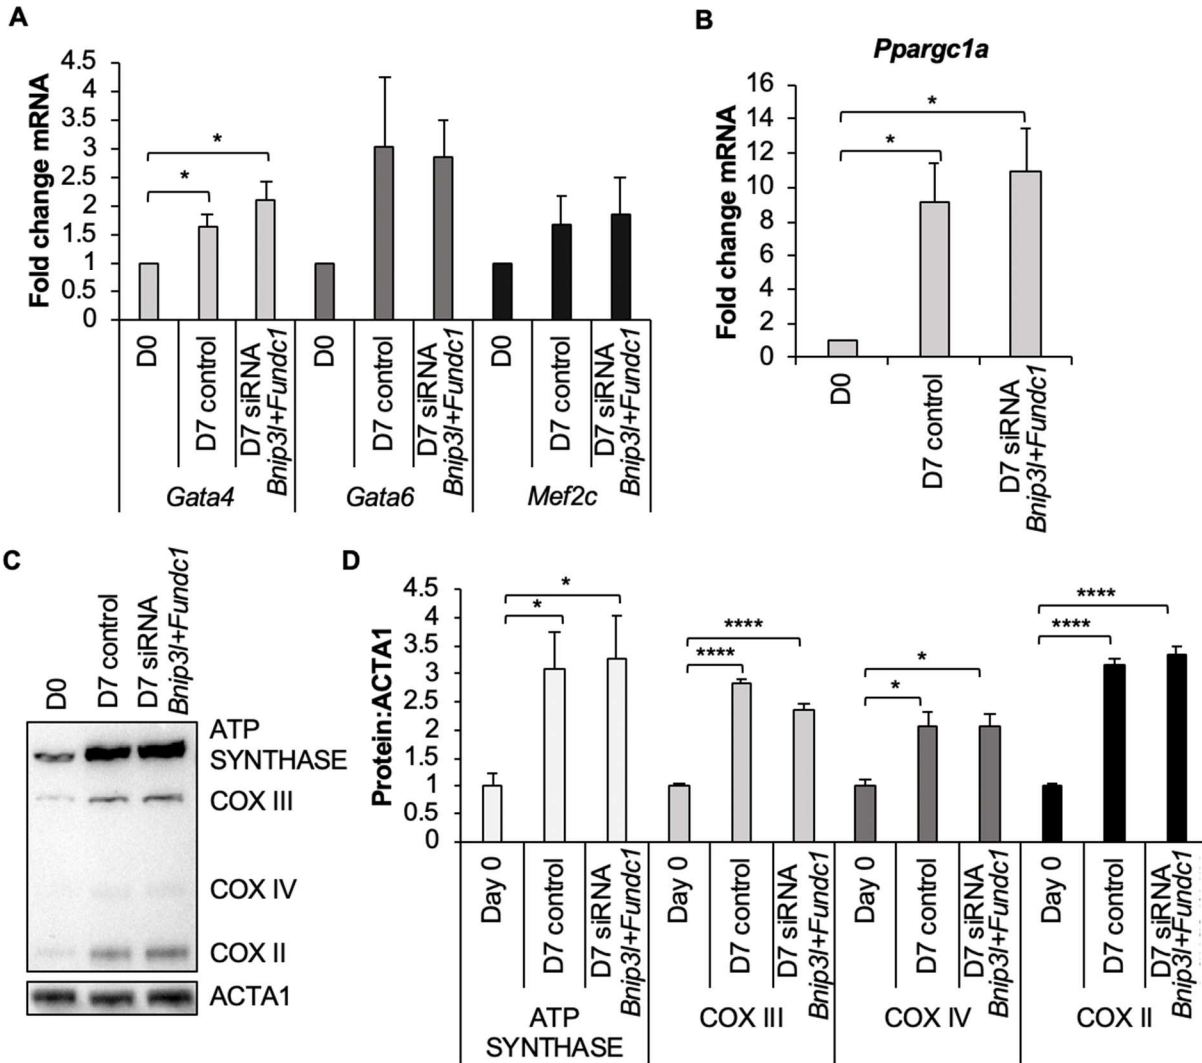 A
Fold change mRNA
4.5
4
3.5
3
2.5
2
1.5
1
0.5
0
*
*
D0
D7 control
D7 siRNA
Bnip3l+Fundc1
D0
D7 control
D7 siRNA
Bnip3l+Fundc1
D0
D7 control
D7 siRNA
Bnip3l+Fundc1
Gata4
Gata6
Mef2c
B
Ppargc1a
Fold change mRNA
16
14
12
10
8
6
4
2
0
*
*
D0
D7 control
D7 siRNA
Bnip3l+Fundc1
C
D0
D7 control
D7 siRNA
Bnip3l+Fundc1
ATP
SYNTHASE
COX III
COX IV
COX II
ACTA1
D
Protein:ACTA1
4.5
4
3.5
3
2.5
2
1.5
1
0.5
0
*
*
****
****
*
*
****
****
Day 0
D7 control
D7 siRNA
Bnip3l+Fundc1
Day 0
D7 control
D7 siRNA
Bnip3l+Fundc1
Day 0
D7 control
D7 siRNA
Bnip3l+Fundc1
Day 0
D7 control
D7 siRNA
Bnip3l+Fundc1
ATP
SYNTHASE
COX III
COX IV
COX II